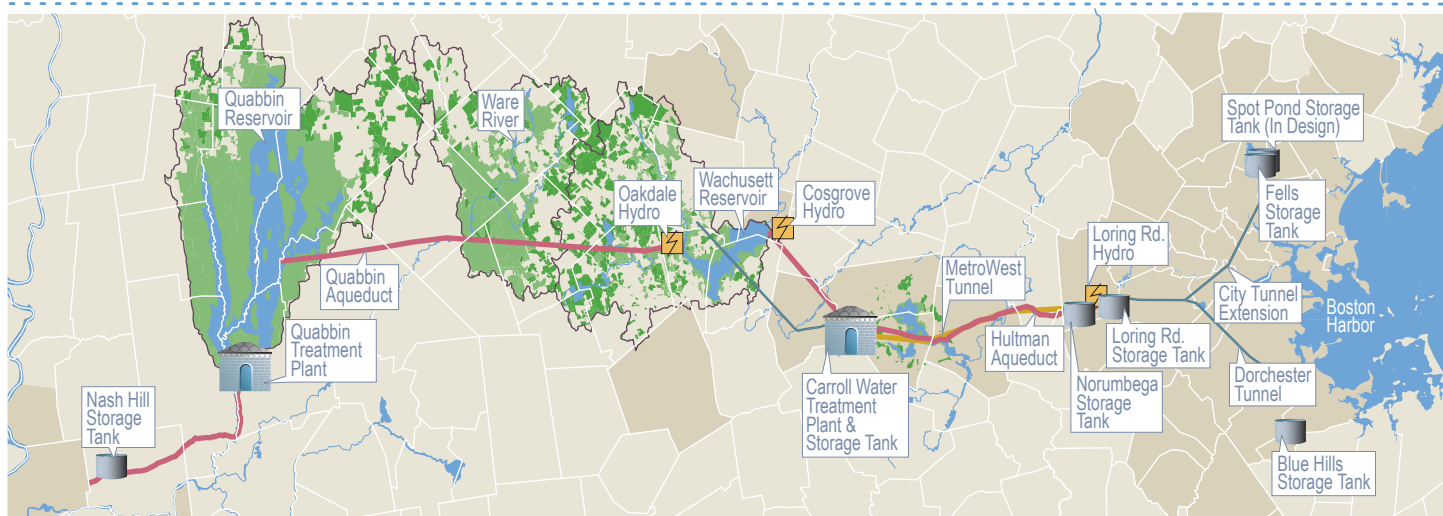 Quabbin
Reservoir
Ware
River
Spot Pond Storage
Tank (In Design)
Oakdale
Hydro
Wachusett
Reservoir
Cosgrove
Hydro
Fells
Storage
Tank
Loring Rd.
Hydro
Quabbin
Aqueduct
MetroWest
Tunnel
City Tunnel
Extension
Boston
Harbor
Quabbin
Treatment
Plant
Hultman
Aqueduct
Loring Rd.
Storage Tank
Nash Hill
Storage
Tank
Carroll Water
Treatment
Plant &
Storage Tank
Norumbega
Storage
Tank
Dorchester
Tunnel
Blue Hills
Storage Tank